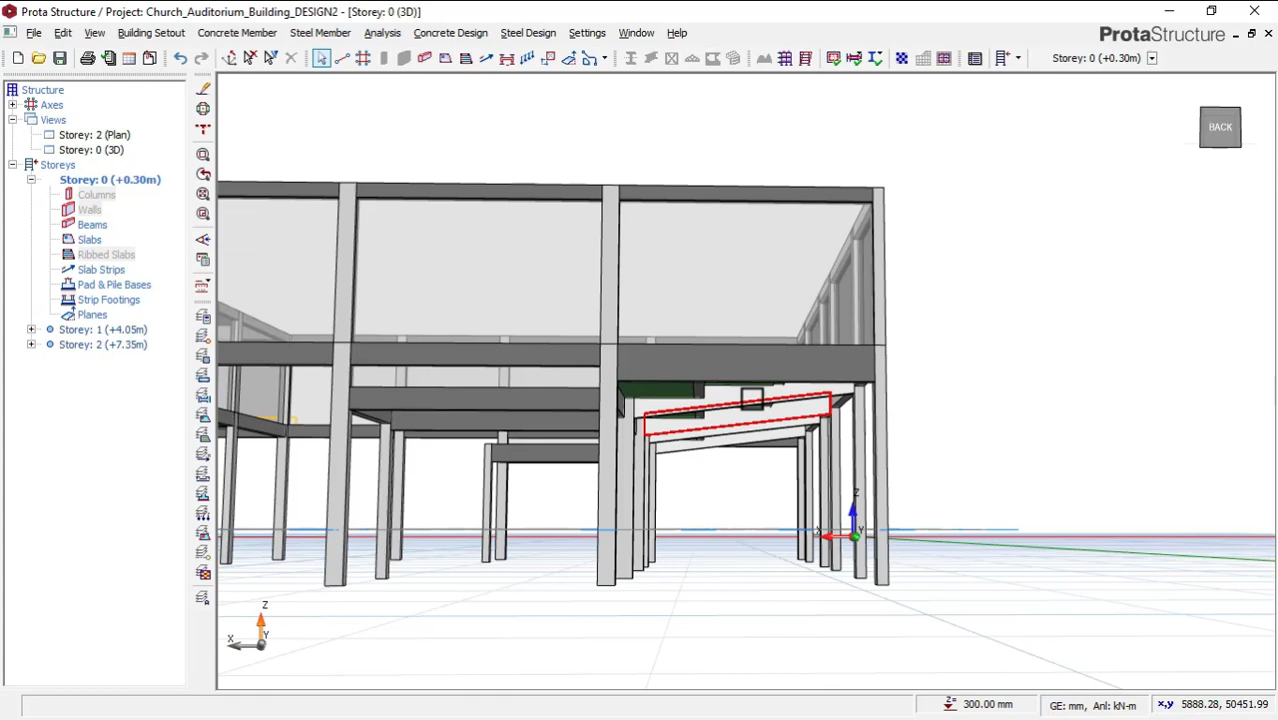 Prota Structure / Project: Church_Auditorium_Building_DESIGN2 - [Storey: 0 (3D)]
File Edit View Building Setout Concrete Member Steel Member Analysis Concrete Design Steel Design Settings Window Help
ProtaStructure
Storey: 0 (+0.30m)
Structure
Axes
Views
Storey: 2 (Plan)
Storey: 0 (3D)
Storeys
Storey: 0 (+0.30m)
Columns
Walls
Beams
Slabs
Ribbed Slabs
Slab Strips
Pad & Pile Bases
Strip Footings
Planes
Storey: 1 (+4.05m)
Storey: 2 (+7.35m)
BACK
Z
X Y
Z
X Y
Z= 300.00 mm
GE: mm, Anl: kN-m
x,y 5888.28, 50451.99